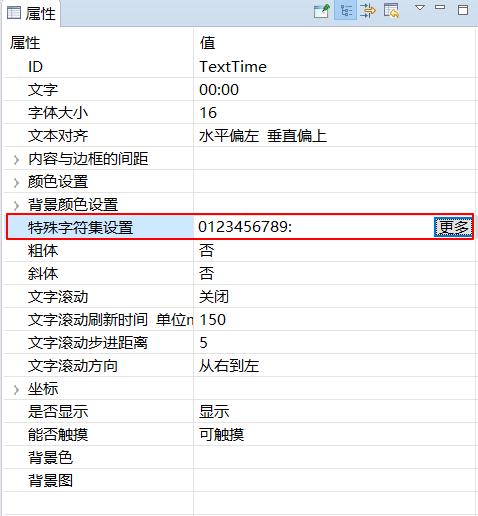 属性
属性 值
ID TextTime
文字 00:00
字体大小 16
文本对齐 水平偏左 垂直偏上
内容与边框的间距
颜色设置
背景颜色设置
特殊字符集设置 0123456789: 更多
粗体 否
斜体 否
文字滚动 关闭
文字滚动刷新时间 单位m 150
文字滚动步进距离 5
文字滚动方向 从右到左
坐标
是否显示 显示
能否触摸 可触摸
背景色
背景图